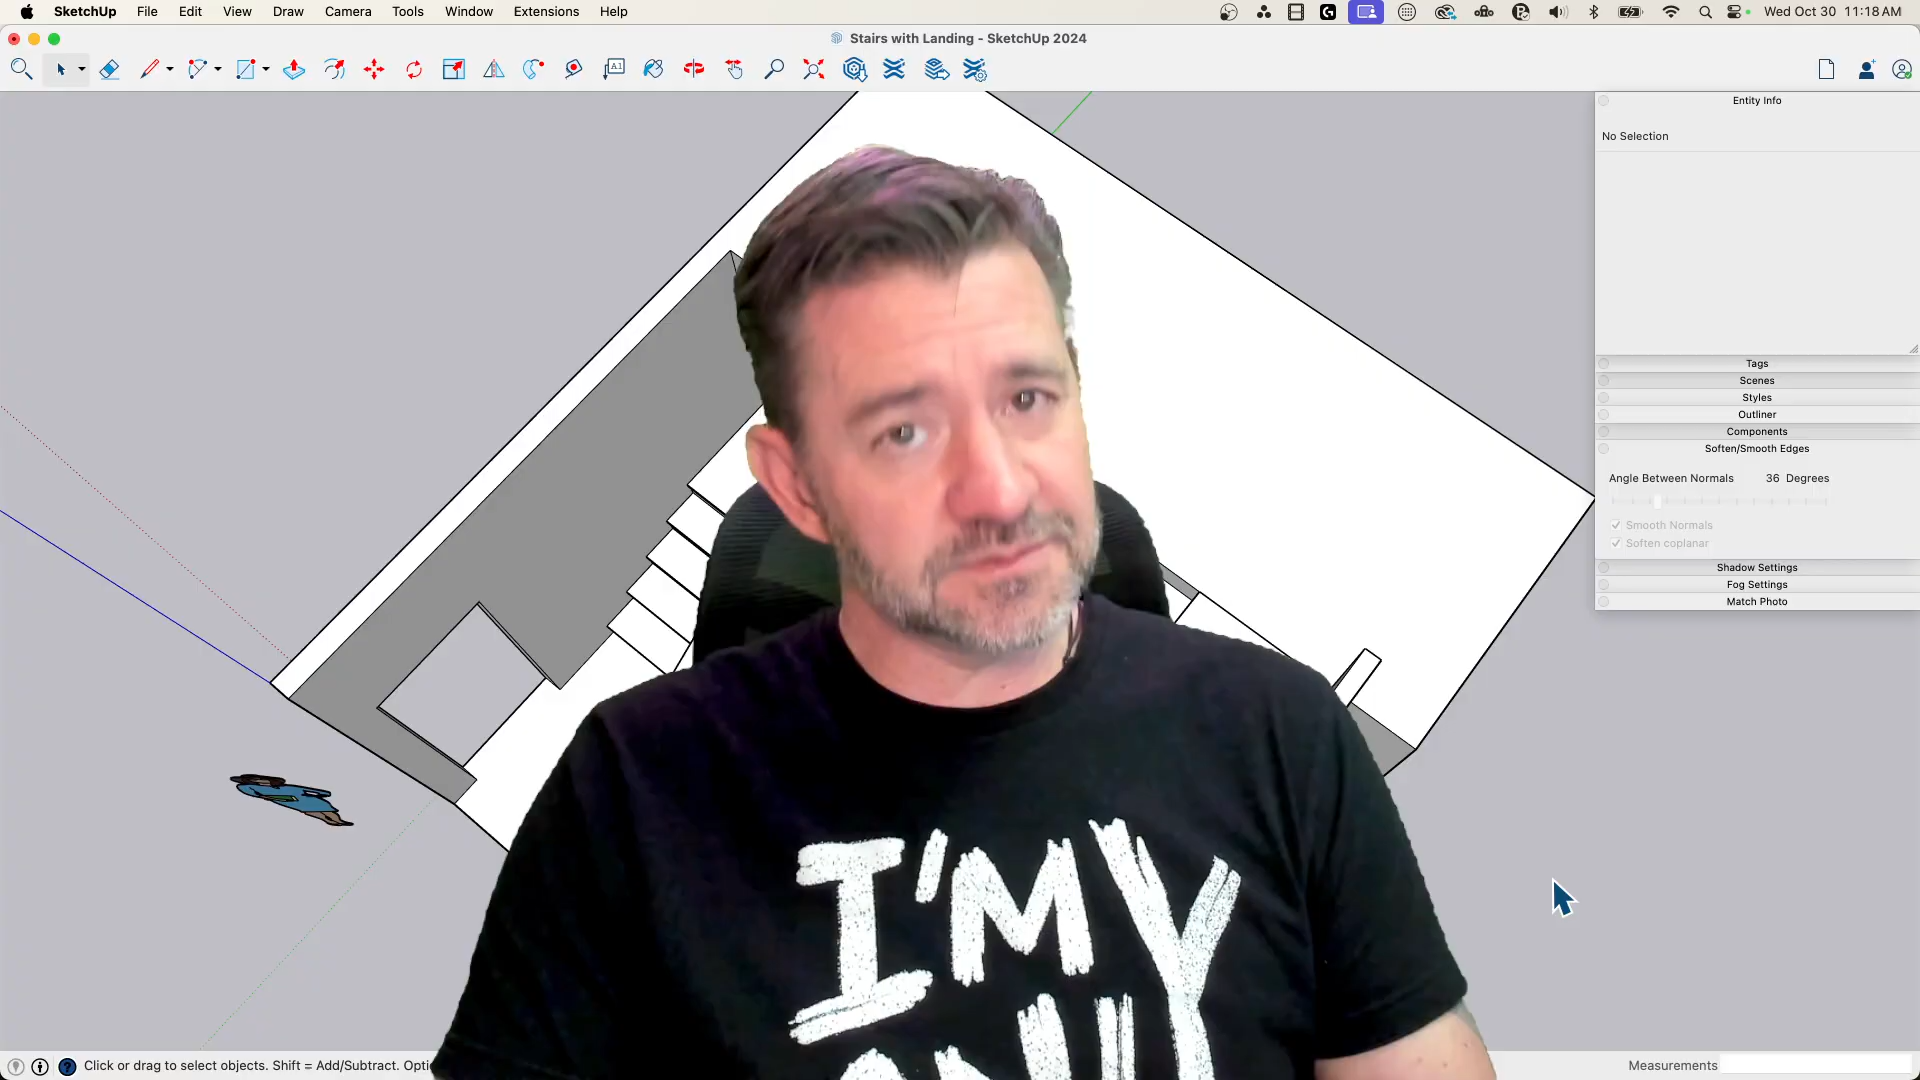 SketchUp File Edit View Draw Camera Tools Window Extensions Help Wed Oct 30 11:18 AM
Stairs with Landing - SketchUp 2024
A1
Entity Info
No Selection
Tags
Scenes
Styles
Outliner
Components
Soften/Smooth Edges
Angle Between Normals 36 Degrees
Smooth Normals
Soften coplanar
Shadow Settings
Fog Settings
Match Photo
I'M MY
Click or drag to select objects. Shift = Add/Subtract. Measurements